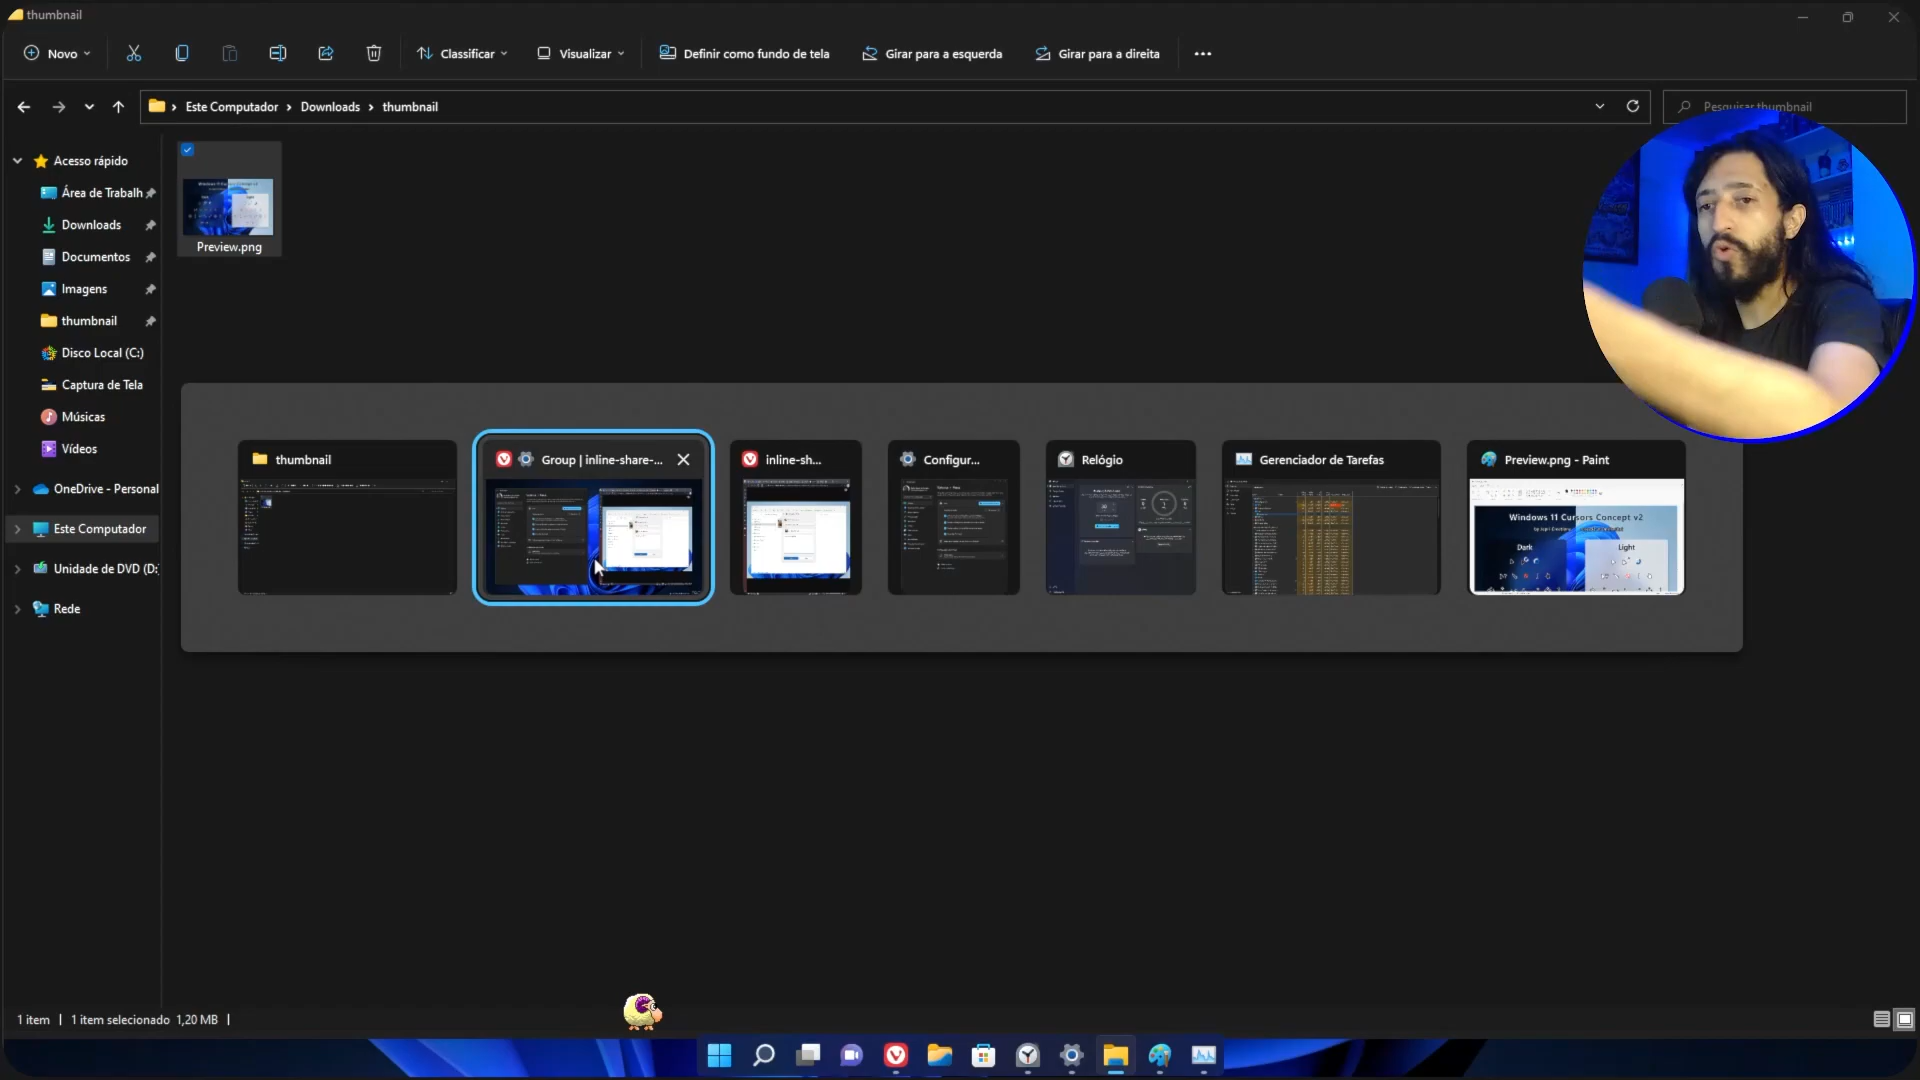 thumbnail
Novo
Classificar
Visualizar
Definir como fundo de tela
Girar para a esquerda
Girar para a direita
Este Computador
Downloads
thumbnail
Pesquisar thumbnail
Acesso rápido
Área de Trabalh
Downloads
Documentos
Imagens
thumbnail
Disco Local (C:)
Captura de Tela
Músicas
Vídeos
OneDrive - Personal
Este Computador
Unidade de DVD (D:
Rede
Preview.png
thumbnail
Group | inline-share-...
inline-sh...
Configur...
Relógio
Gerenciador de Tarefas
Preview.png - Paint
Windows 11 Cursors Concept v2
Dark
Light
1 item
1 item selecionado 1,20 MB